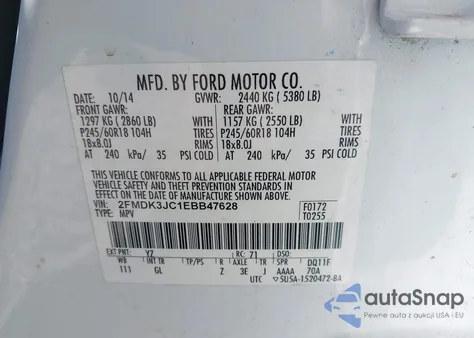 MFD. BY FORD MOTOR CO.
DATE: 10/14 GVWR: 2440 KG ( 5380 LB)
FRONT GAWR: REAR GAWR:
1297 KG ( 2860 LB) WITH 1157 KG ( 2550 LB) WITH
P245/60R18 104H TIRES P245/60R18 104H TIRES
18x8.0J RIMS 18x8.0J RIMS
AT 240 kPa/ 35 PSI COLD AT 240 kPa/ 35 PSI COLD
THIS VEHICLE CONFORMS TO ALL APPLICABLE FEDERAL MOTOR
VEHICLE SAFETY AND THEFT PREVENTION STANDARDS IN
EFFECT ON THE DATE OF MANUFACTURE SHOWN ABOVE.
VIN: 2FMDK3JC1EBB47628 F0172
TYPE: MPV T0255
EXT PNT: YZ RC: 71 DSO:
WB INT TR TP/PS R AXLE TR SPR DQ11F
111 GL Z 3E J AAAA 70A
UTC 5U5A-1520472-BA
autoSnap
Pewne auta z aukcji USA i EU